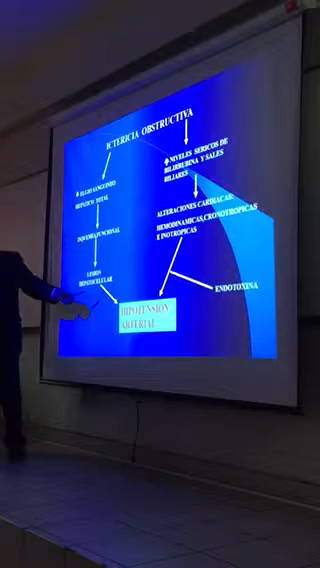 ICTERICIA OBSTRUCTIVA
FLUJO SANGUINEO
HEPATICO TOTAL
ISQUEMIA FUNCIONAL
LESION
HEPATOCELULAR
NIVELES SERICOS DE
BILIRRUBINA Y SALES
BILIARES
ALTERACIONES CARDIACAS:
HEMODINAMICAS,CRONOTROPICAS
E INOTROPICAS
ENDOTOXINA
HIPOTENSION
ARTERIAL